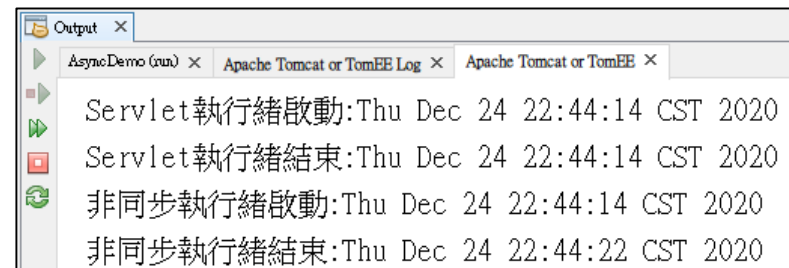 Output
AsyncDemo (run) Apache Tomcat or TomEE Log Apache Tomcat or TomEE
Servlet執行緒啟動:Thu Dec 24 22:44:14 CST 2020
Servlet執行緒結束:Thu Dec 24 22:44:14 CST 2020
非同步執行緒啟動:Thu Dec 24 22:44:14 CST 2020
非同步執行緒結束:Thu Dec 24 22:44:22 CST 2020